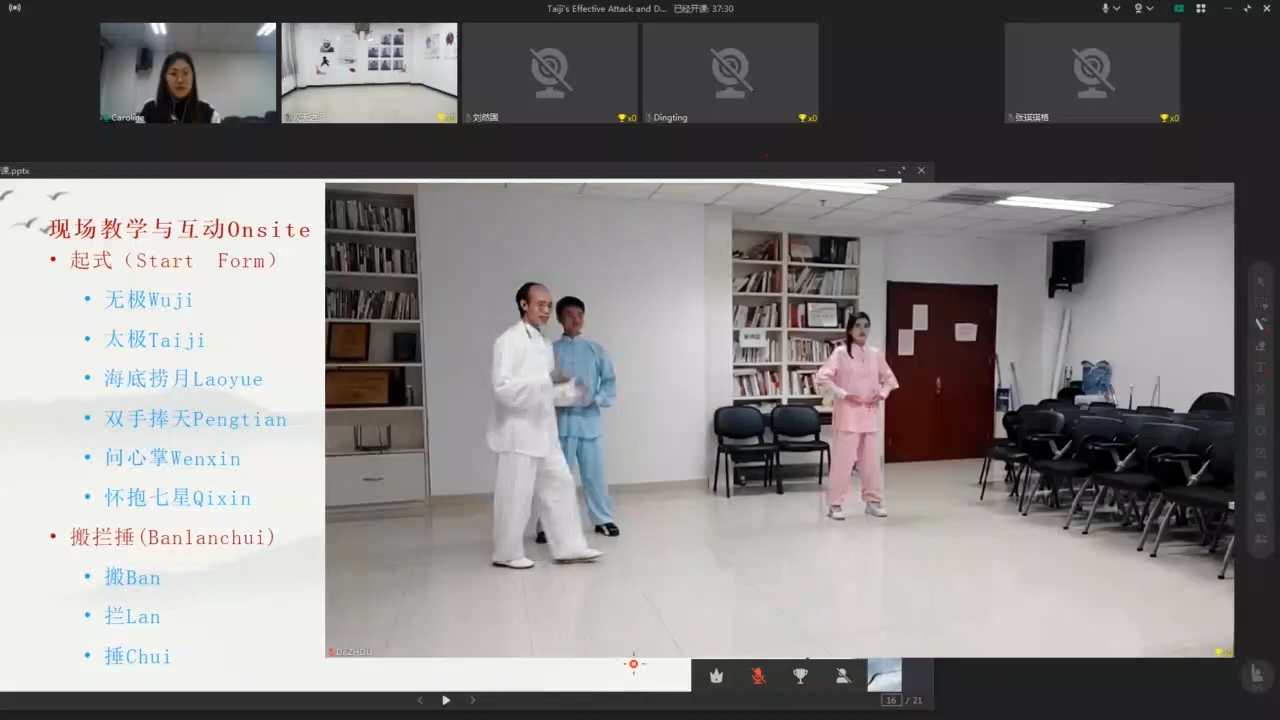 Taiji's Effective Attack and D... 已经开课: 37:30
Caroline
x0
刘然国
x0
Dingting
x0
张琪琪格
x0
课.pptx
现场教学与互动Onsite
• 起式（Start Form）
• 无极Wuji
• 太极Taiji
• 海底捞月Laoyue
• 双手捧天Pengtian
• 问心掌Wenxin
• 怀抱七星Qixin
• 搬拦捶(Banlanchui)
• 搬Ban
• 拦Lan
• 捶Chui
Dr.ZHOU
16 / 21